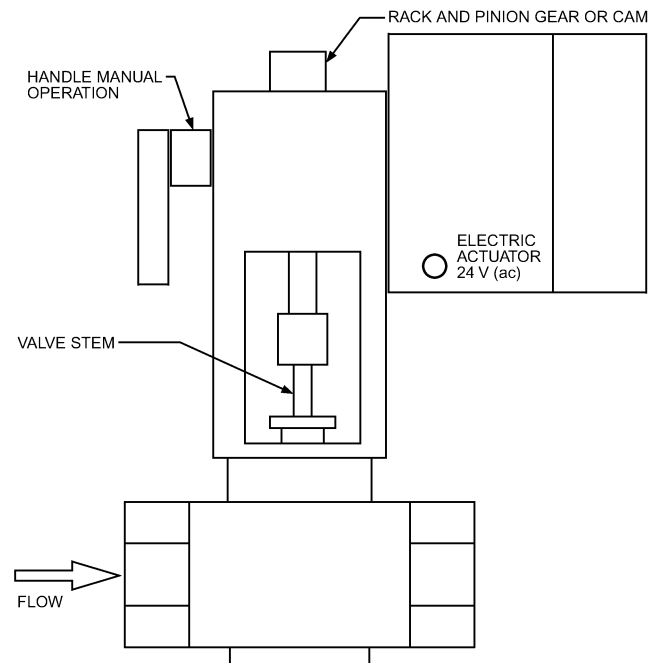 RACK AND PINION GEAR OR CAM
HANDLE MANUAL
OPERATION
ELECTRIC
ACTUATOR
24 V (ac)
VALVE STEM
FLOW